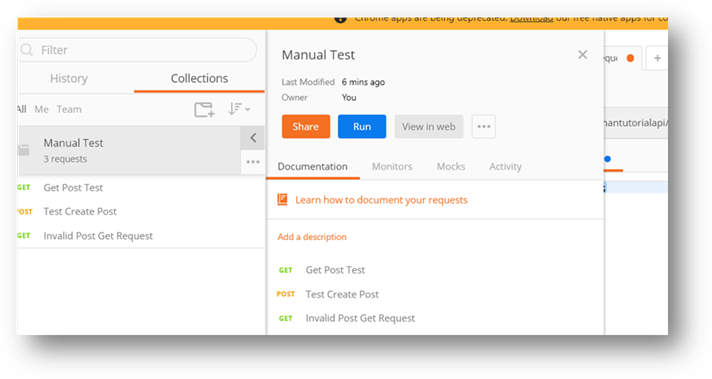 Chrome apps are being deprecated. Download our free native apps for co
Filter
History Collections
All Me Team
Manual Test
3 requests
GET Get Post Test
POST Test Create Post
GET Invalid Post Get Request
Manual Test
Last Modified 6 mins ago
Owner You
Share Run View in web
Documentation Monitors Mocks Activity
Learn how to document your requests
Add a description
GET Get Post Test
POST Test Create Post
GET Invalid Post Get Request
mantutorialapi/